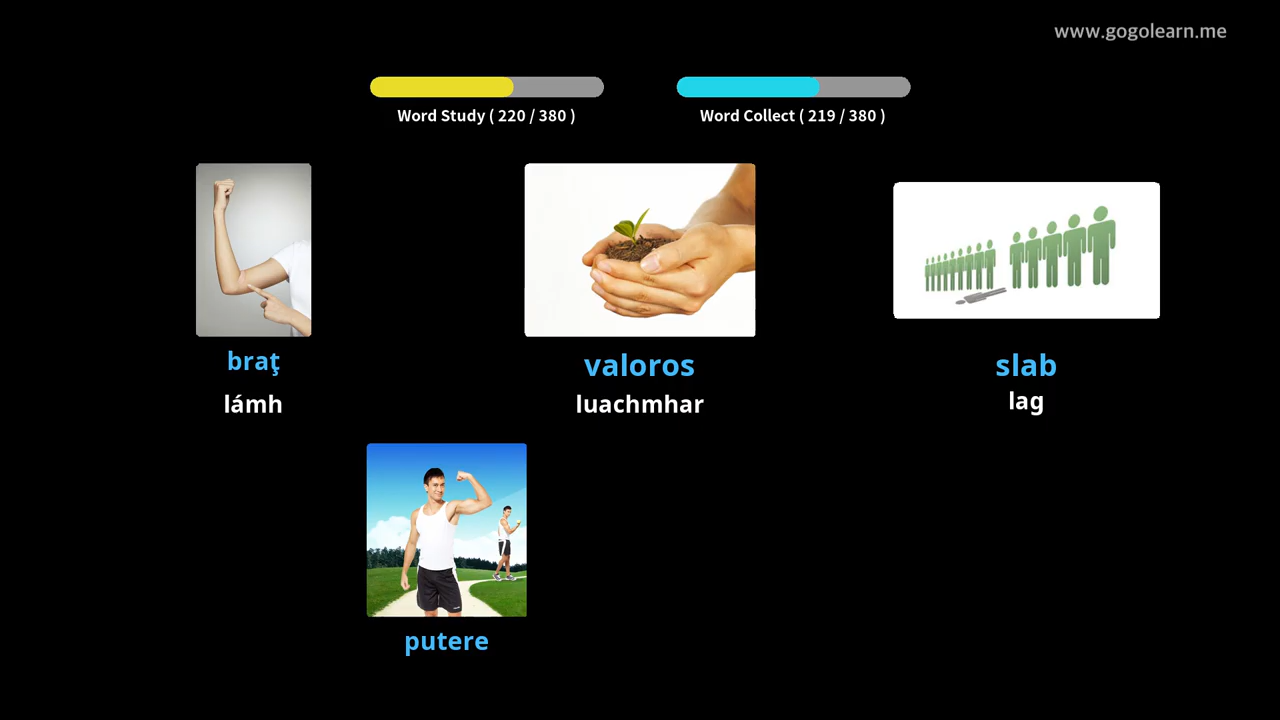 www.gogolearn.me
Word Study ( 220 / 380 )
Word Collect ( 219 / 380 )
braţ
valoros
slab
lámh
luachmhar
lag
putere